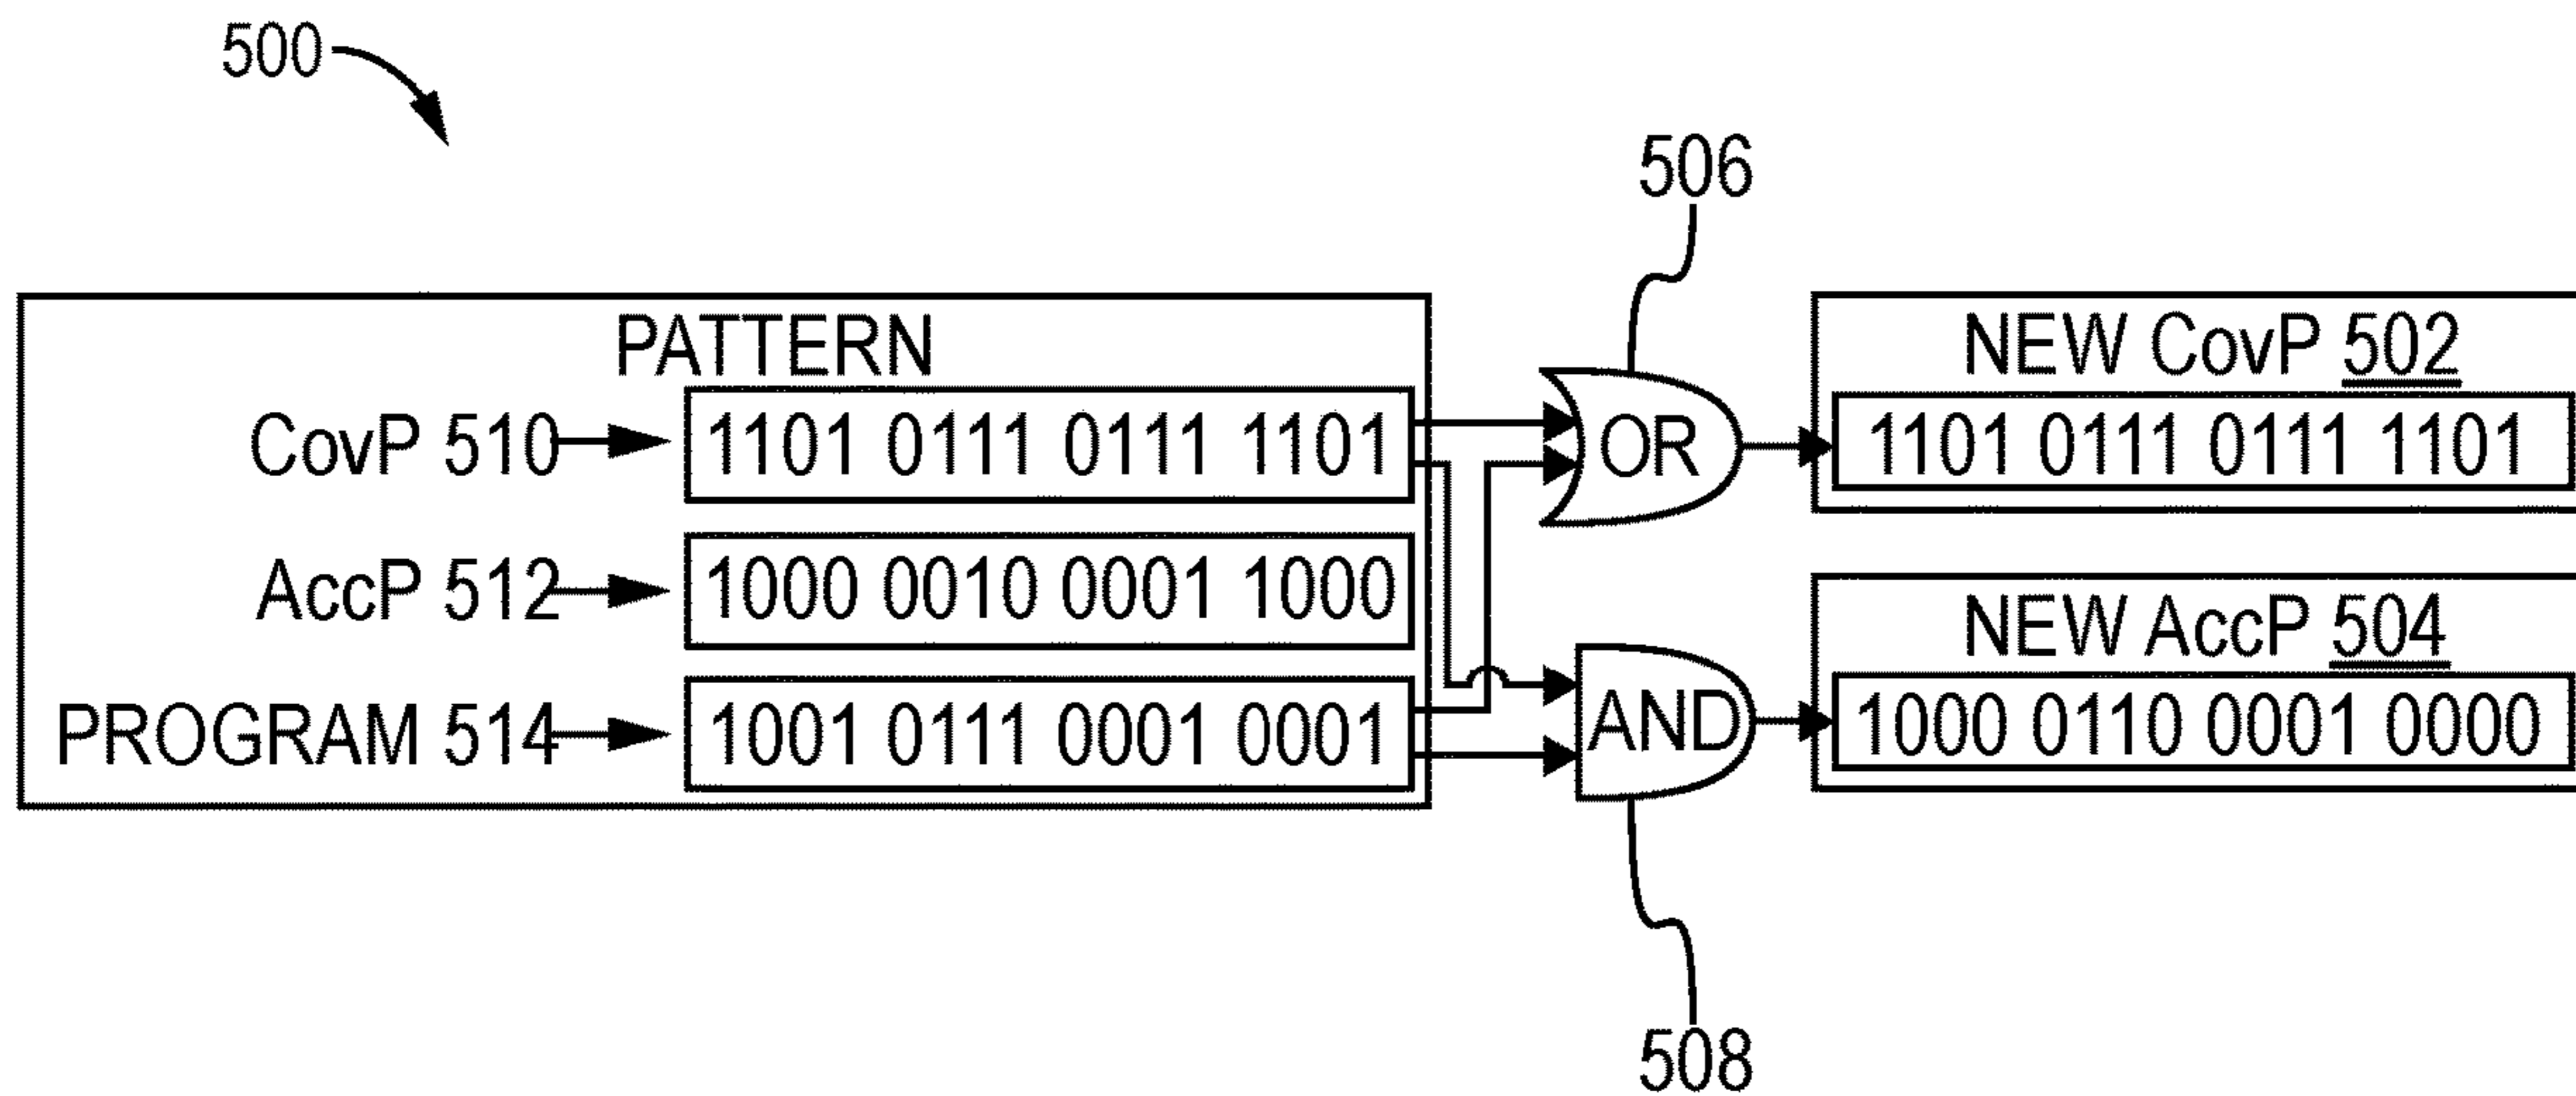 500
506
PATTERN
NEW CovP 502
CovP 510
1101 0111 0111 1101
OR
1101 0111 0111 1101
AccP 512
1000 0010 0001 1000
NEW AccP 504
PROGRAM 514
1001 0111 0001 0001
AND
1000 0110 0001 0000
508